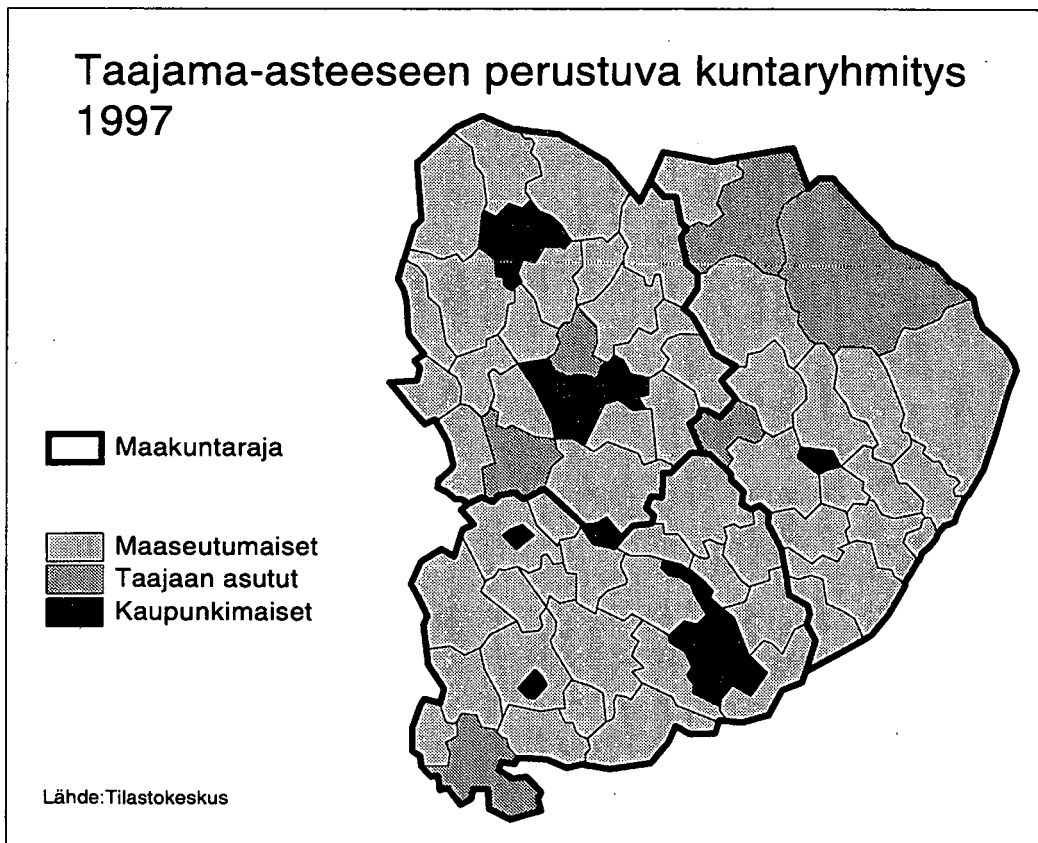 Taajama-asteeseen perustuva kuntaryhmitys
1997
Maakuntaraja
Maaseutumaiset
Taajaan asutut
Kaupunkimaiset
Lähde:Tilastokeskus